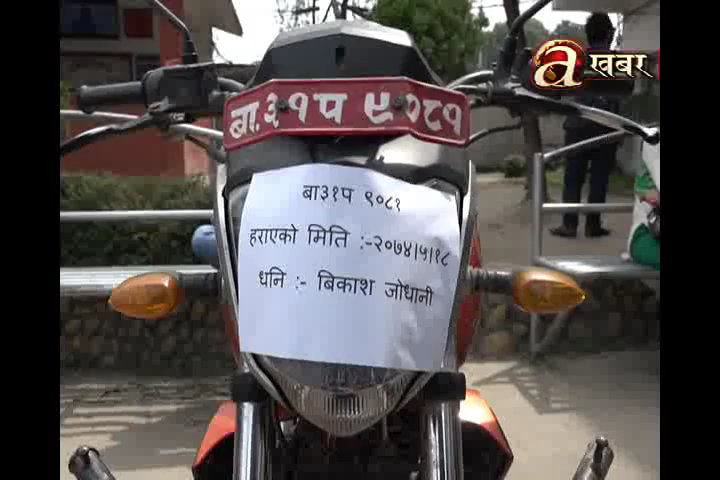 a खबर
बा.३१प ९०८१
बा३१प ९०८१
हराएको मिति :-२०७४।५।१८
धनि :- बिकाश जोधानी